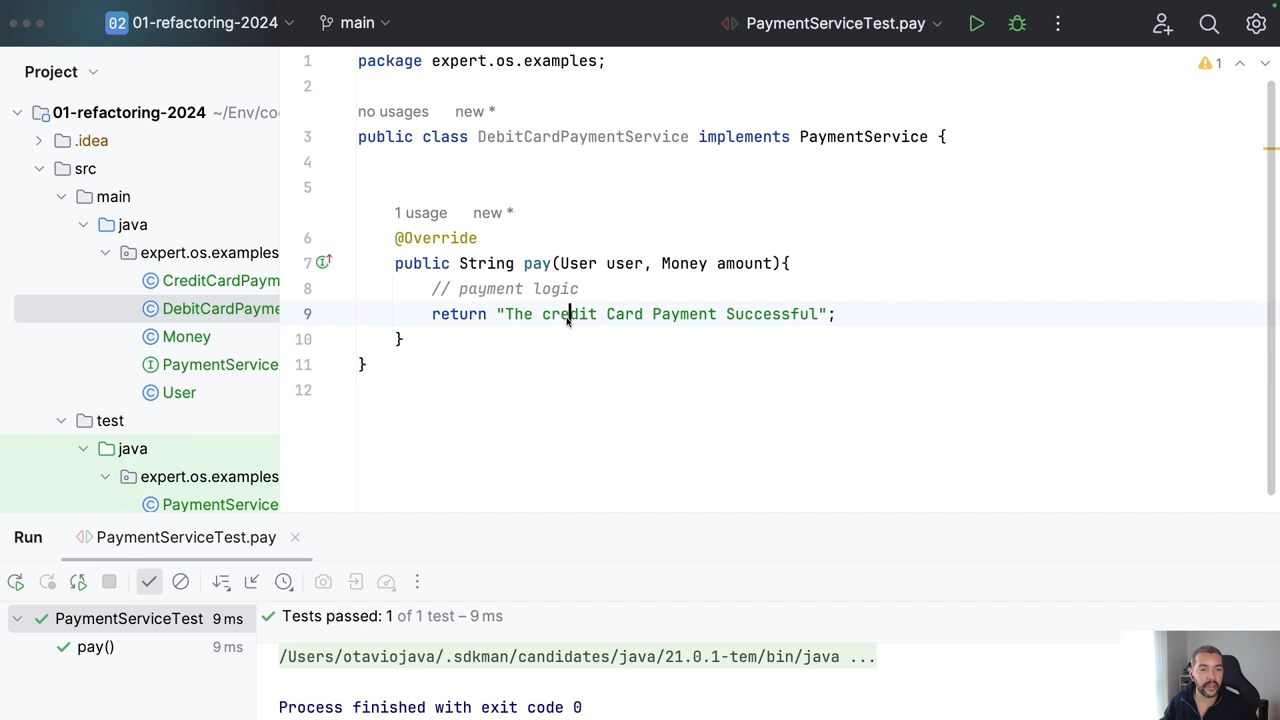 02 01-refactoring-2024 main PaymentServiceTest.pay
Project
01-refactoring-2024 ~/Env/co
.idea
src
main
java
expert.os.examples
CreditCardPaym
DebitCardPayme
Money
PaymentService
User
test
java
expert.os.examples
PaymentService
1 package expert.os.examples; 1
2
no usages new *
3 public class DebitCardPaymentService implements PaymentService {
4
5
1 usage new *
6 @Override
7 public String pay(User user, Money amount){
8 // payment logic
9 return "The credit Card Payment Successful";
10 }
11 }
12
Run PaymentServiceTest.pay
PaymentServiceTest 9 ms
pay() 9 ms
Tests passed: 1 of 1 test – 9 ms
/Users/otaviojava/.sdkman/candidates/java/21.0.1-tem/bin/java ...
Process finished with exit code 0